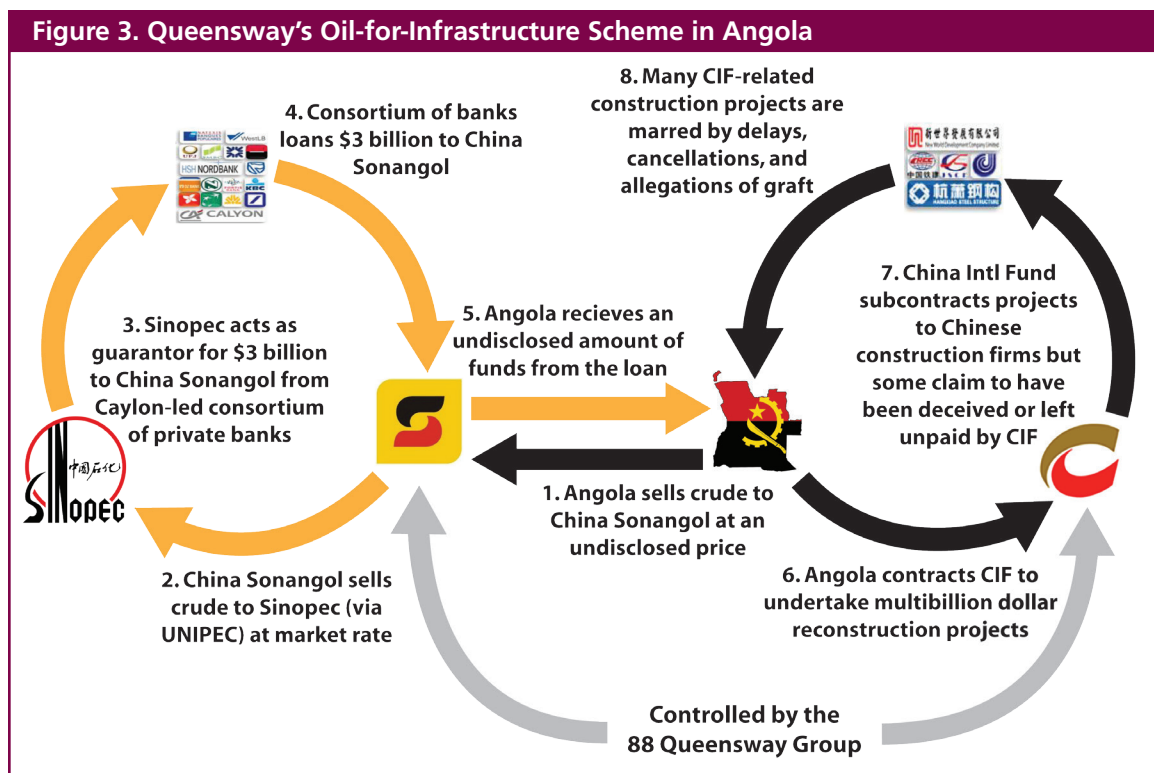 Figure 3. Queensway's Oil-for-Infrastructure Scheme in Angola
4. Consortium of banks
loans $3 billion to China
Sonangol
8. Many CIF-related
construction projects are
marred by delays,
cancellations, and
allegations of graft
WestLB
HSH NORDBANK
KBC
CALYON
新世界發展有限公司
New World Development Company Limited
中国铁建
杭萧钢构
HANGXIAO STEEL STRUCTURE
3. Sinopec acts as
guarantor for $3 billion
to China Sonangol from
Caylon-led consortium
of private banks
5. Angola recieves an
undisclosed amount of
funds from the loan
7. China Intl Fund
subcontracts projects
to Chinese
construction firms but
some claim to have
been deceived or left
unpaid by CIF
中国石化
SINOPEC
1. Angola sells crude to
China Sonangol at an
undisclosed price
2. China Sonangol sells
crude to Sinopec (via
UNIPEC) at market rate
6. Angola contracts CIF to
undertake multibillion dollar
reconstruction projects
Controlled by the
88 Queensway Group